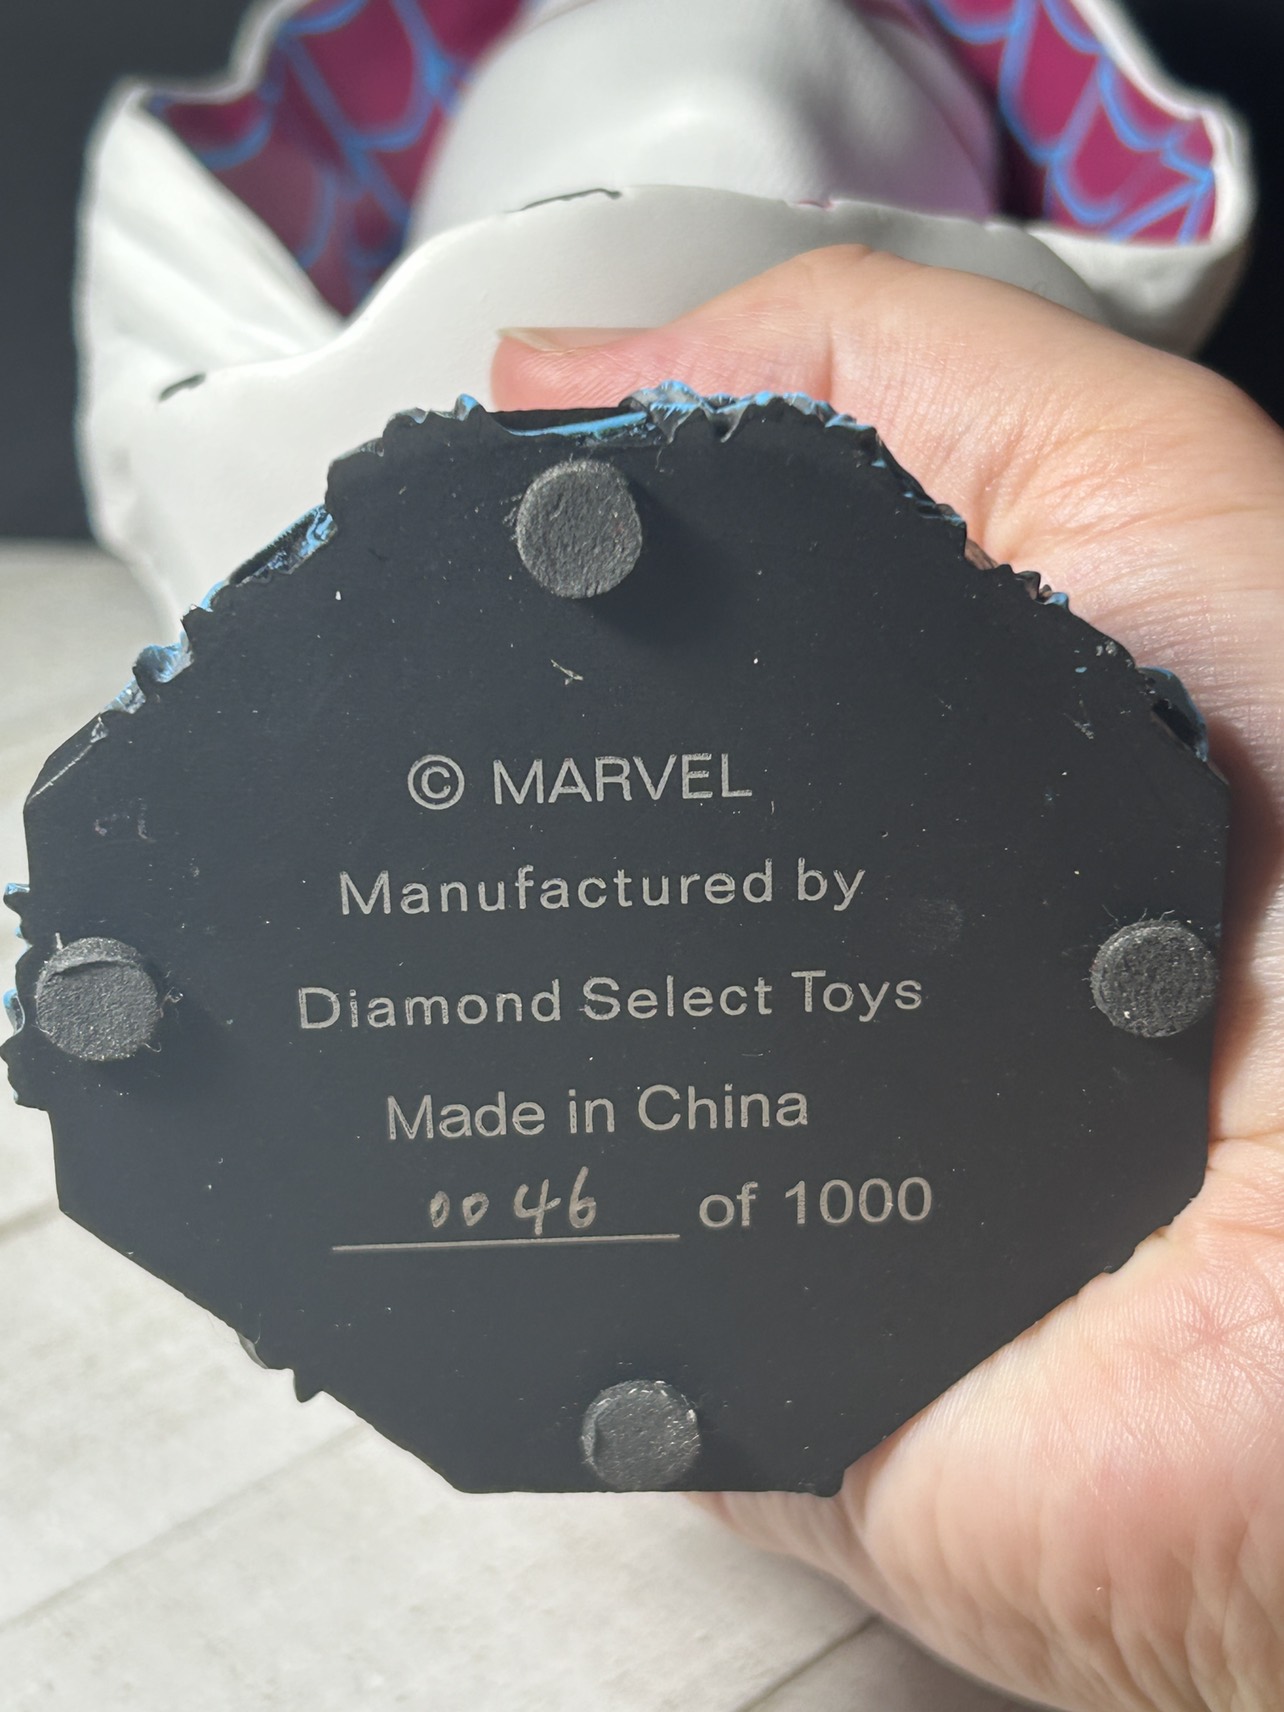 © MARVEL
Manufactured by
Diamond Select Toys
Made in China
0046 of 1000